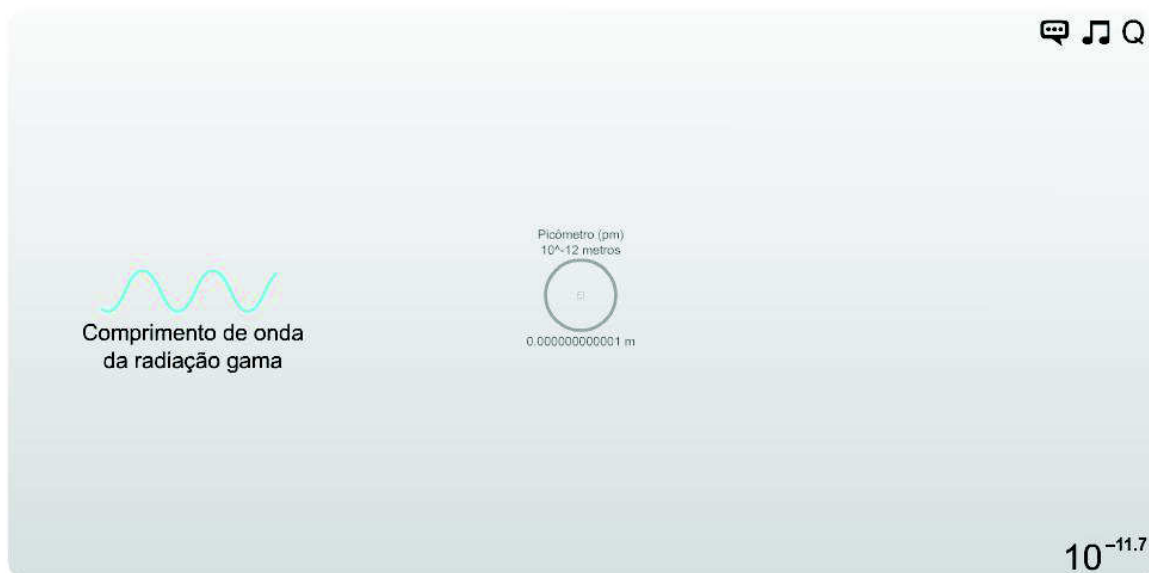 Q
Picômetro (pm)
10^-12 metros
0.000000000001 m
Comprimento de onda
da radiação gama
10^–11.7